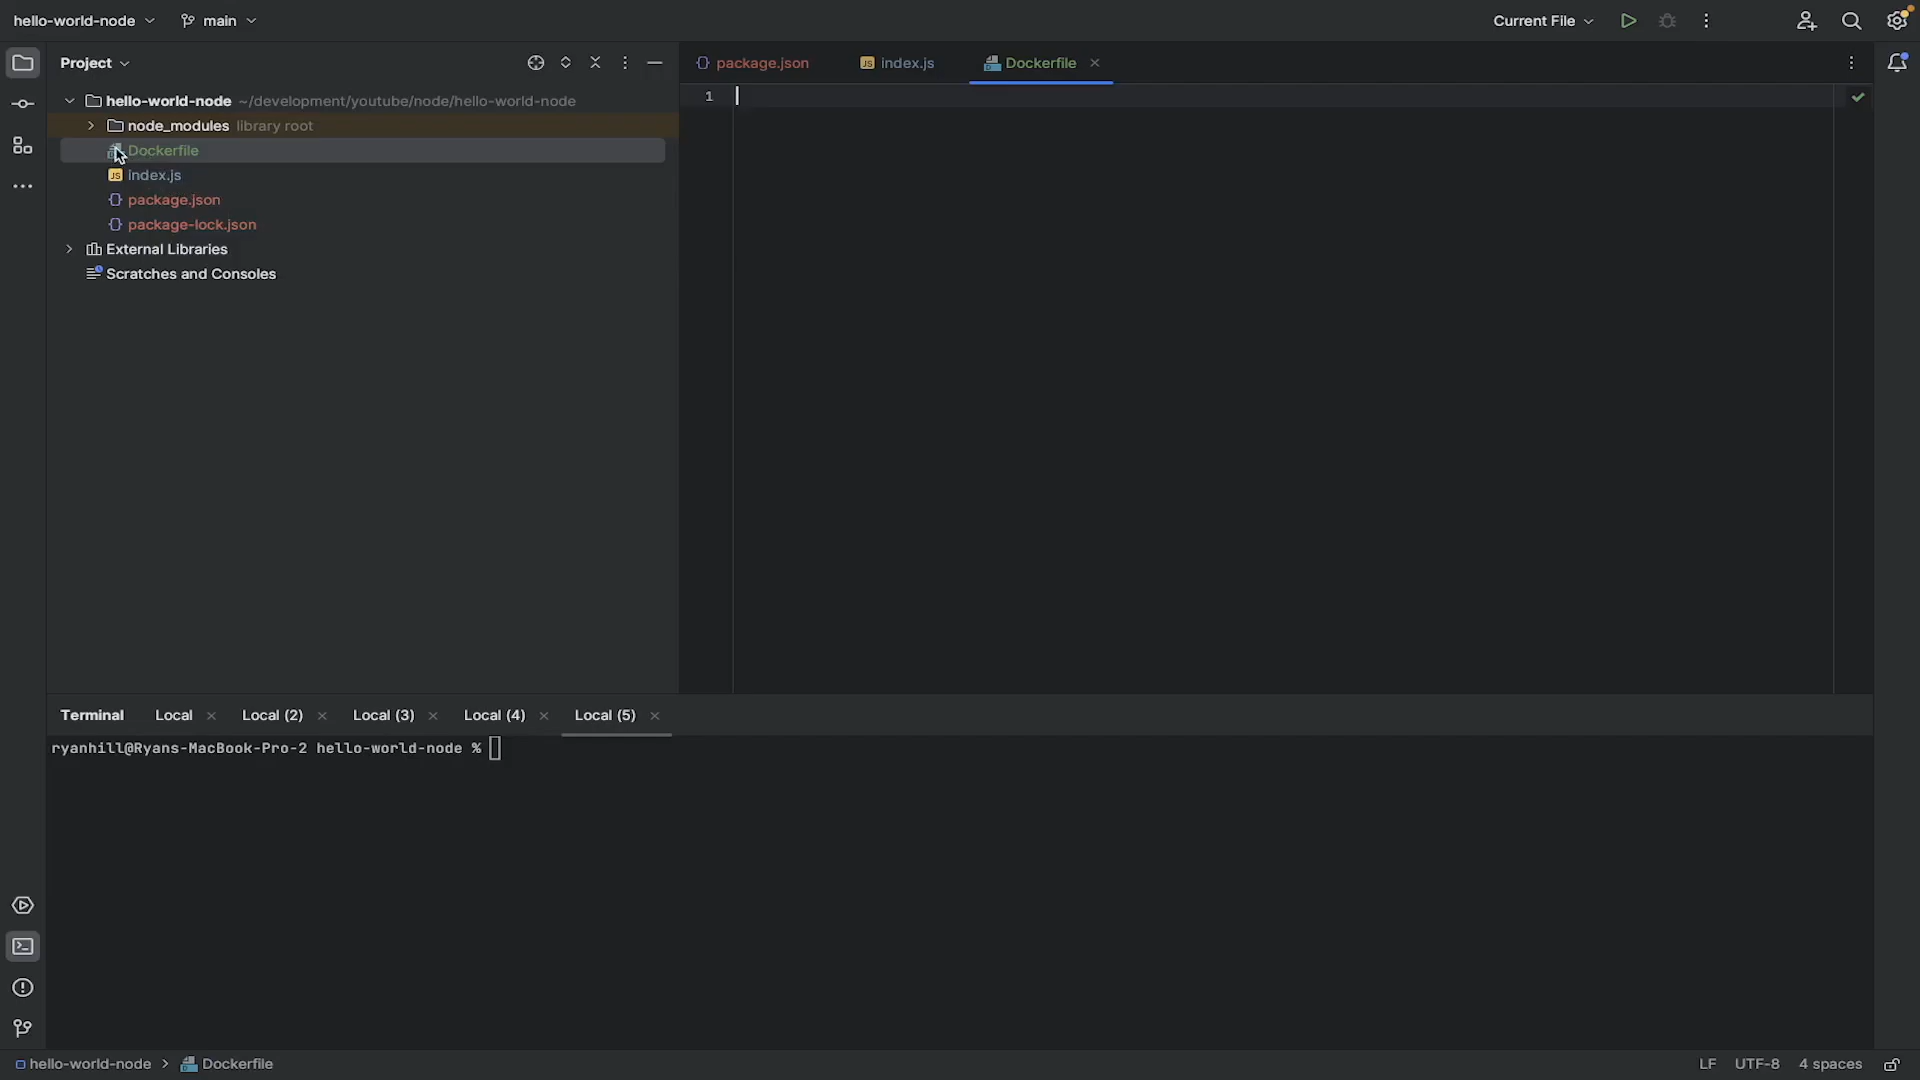 hello-world-node main Current File
Project
package.json index.js Dockerfile
hello-world-node ~/development/youtube/node/hello-world-node
1
node_modules library root
Dockerfile
JS index.js
package.json
package-lock.json
External Libraries
Scratches and Consoles
Terminal Local Local (2) Local (3) Local (4) Local (5)
ryanhill@Ryans-MacBook-Pro-2 hello-world-node %
hello-world-node > Dockerfile LF UTF-8 4 spaces